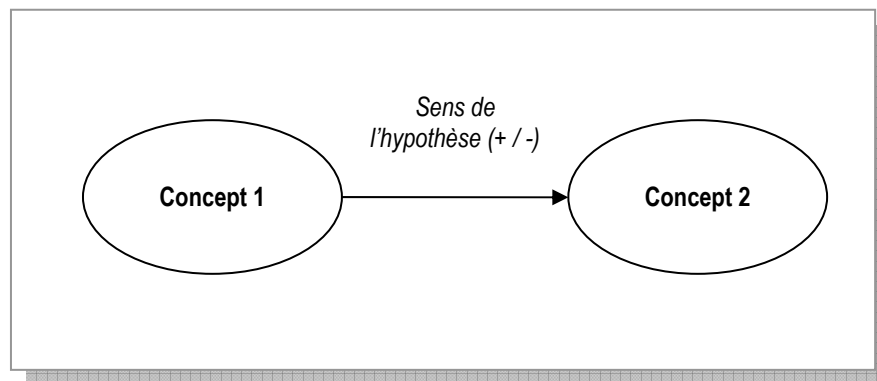 Sens de
l'hypothèse (+ / -)
Concept 1
Concept 2